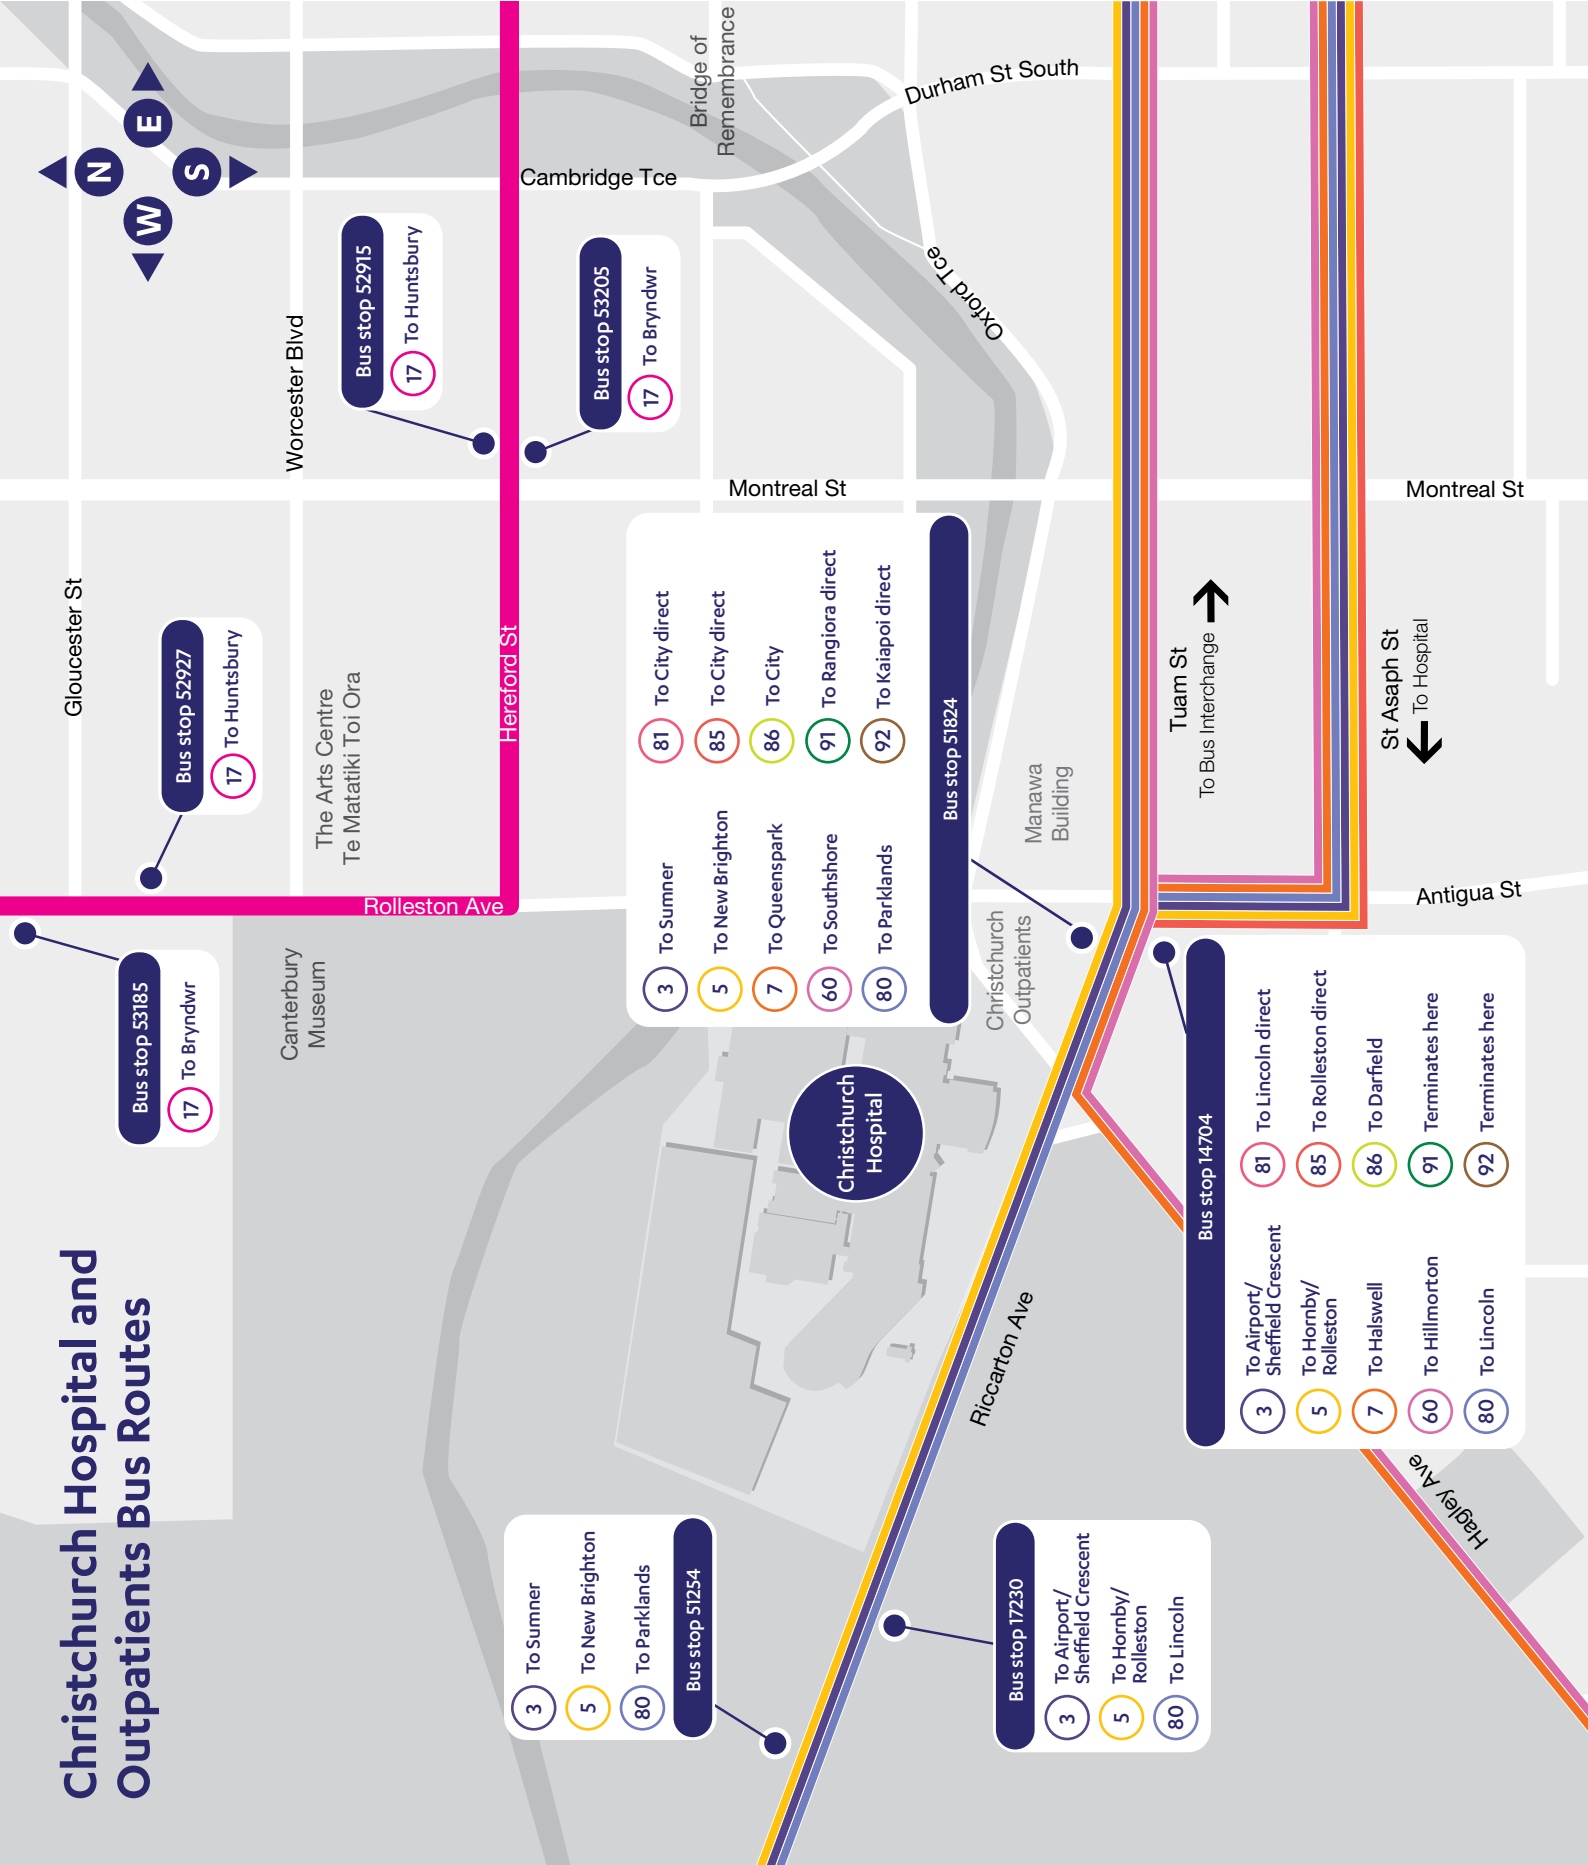 Christchurch Hospital and
Outpatients Bus Routes
N
E
S
W
Gloucester St
Worcester Blvd
Hereford St
Rolleston Ave
Cambridge Tce
Bridge of
Remembrance
Durham St South
Oxford Tce
Montreal St
Montreal St
Antigua St
Tuam St
To Bus Interchange
St Asaph St
To Hospital
Riccarton Ave
Hagley Ave
The Arts Centre
Te Matatiki Toi Ora
Canterbury
Museum
Manawa
Building
Christchurch
Outpatients
Christchurch
Hospital
Bus stop 53185
17 To Bryndwr
Bus stop 52927
17 To Huntsbury
Bus stop 52915
17 To Huntsbury
Bus stop 53205
17 To Bryndwr
3 To Sumner
5 To New Brighton
7 To Queenspark
60 To Southshore
80 To Parklands
81 To City direct
85 To City direct
86 To City
91 To Rangiora direct
92 To Kaiapoi direct
Bus stop 51824
3 To Sumner
5 To New Brighton
80 To Parklands
Bus stop 51254
Bus stop 17230
3 To Airport/
Sheffield Crescent
5 To Hornby/
Rolleston
80 To Lincoln
Bus stop 14704
3 To Airport/
Sheffield Crescent
5 To Hornby/
Rolleston
7 To Halswell
60 To Hillmorton
80 To Lincoln
81 To Lincoln direct
85 To Rolleston direct
86 To Darfield
91 Terminates here
92 Terminates here